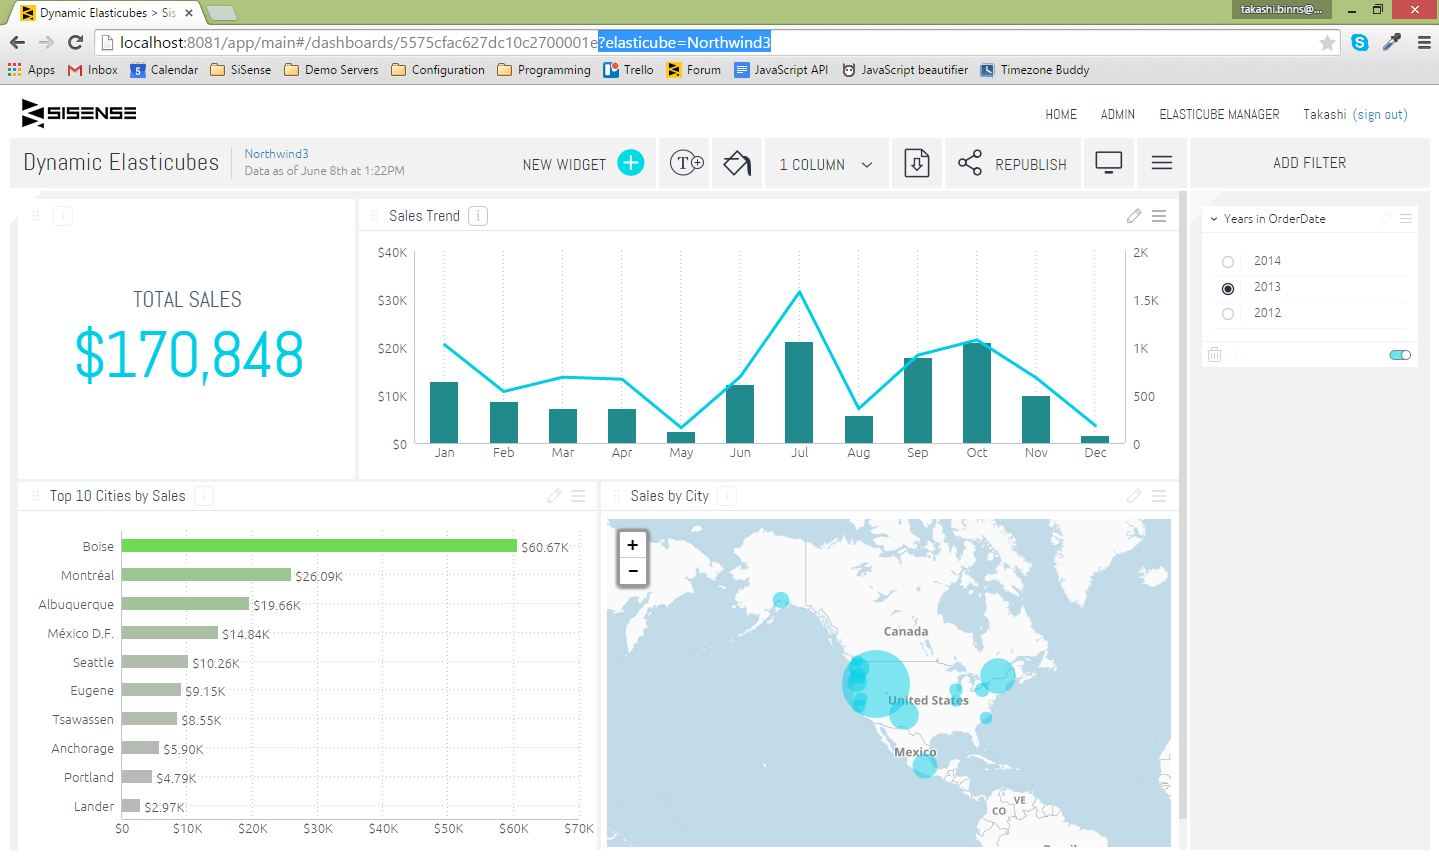 Dynamic Elasticubes > Sis
takashi.binns@...
localhost:8081/app/main#/dashboards/5575cfac627dc10c2700001e?elasticube=Northwind3
Apps Inbox 5 Calendar SiSense Demo Servers Configuration Programming Trello Forum JavaScript API JavaScript beautifier Timezone Buddy
SISENSE
HOME ADMIN ELASTICUBE MANAGER Takashi (sign out)
Dynamic Elasticubes
Northwind3
Data as of June 8th at 1:22PM
NEW WIDGET + T+ 1 COLUMN REPUBLISH ADD FILTER
TOTAL SALES
$170,848
Sales Trend i
$40K
$30K
$20K
$10K
$0
2K
1.5K
1K
500
0
Jan Feb Mar Apr May Jun Jul Aug Sep Oct Nov Dec
Years in OrderDate
2014
2013
2012
Top 10 Cities by Sales i
Boise $60.67K
Montréal $26.09K
Albuquerque $19.66K
México D.F. $14.84K
Seattle $10.26K
Eugene $9.15K
Tsawassen $8.55K
Anchorage $5.90K
Portland $4.79K
Lander $2.97K
$0 $10K $20K $30K $40K $50K $60K $70K
Sales by City i
+
−
Canada
United States
Mexico
VE
CO